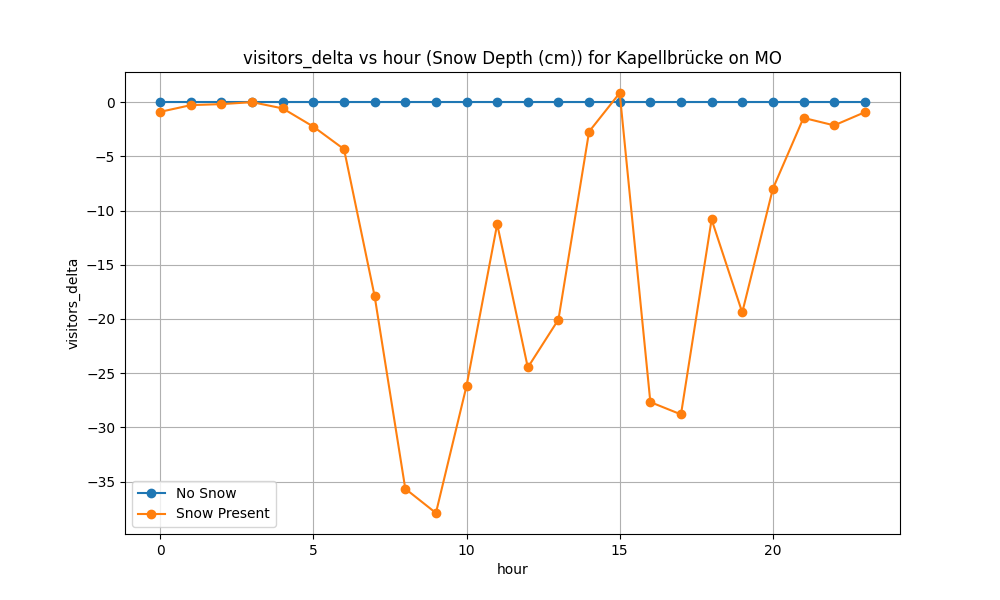 visitors_delta vs hour (Snow Depth (cm)) for Kapellbrücke on MO
visitors_delta
0
−5
−10
−15
−20
−25
−30
−35
No Snow
Snow Present
0 5 10 15 20
hour